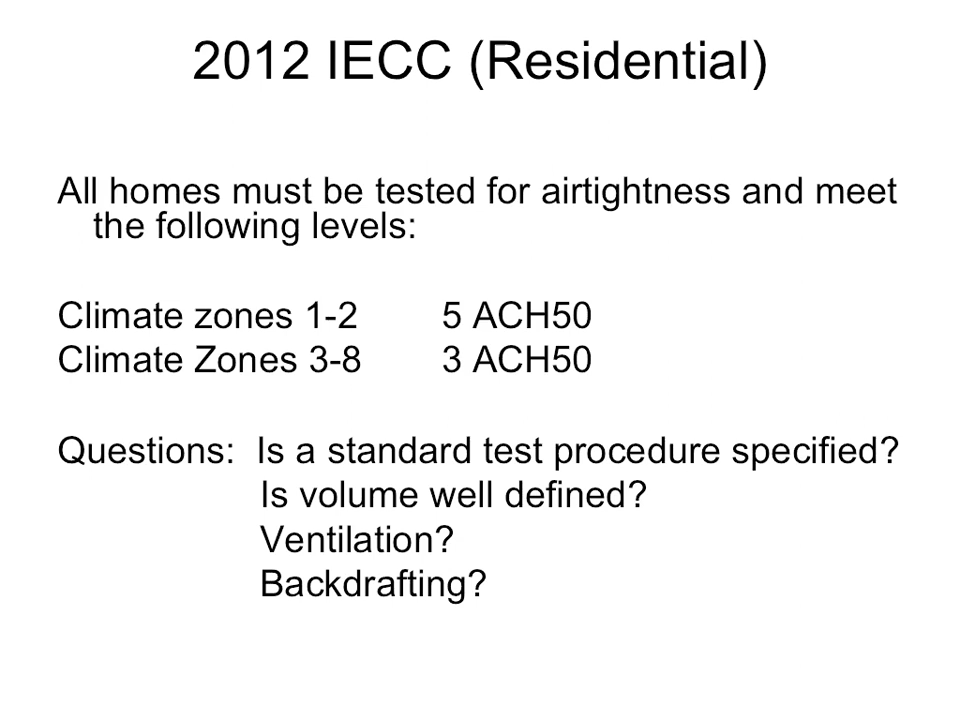 2012 IECC (Residential)
All homes must be tested for airtightness and meet
the following levels:
Climate zones 1-2 5 ACH50
Climate Zones 3-8 3 ACH50
Questions: Is a standard test procedure specified?
Is volume well defined?
Ventilation?
Backdrafting?